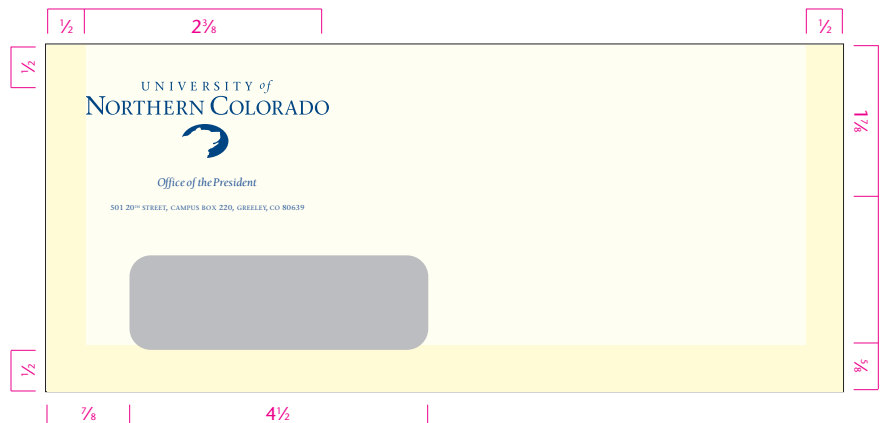 ½ 2⅜ ½
½
UNIVERSITY of
NORTHERN COLORADO
1⅞
Office of the President
501 20TH STREET, CAMPUS BOX 220, GREELEY, CO 80639
½
⅝
⅞ 4½